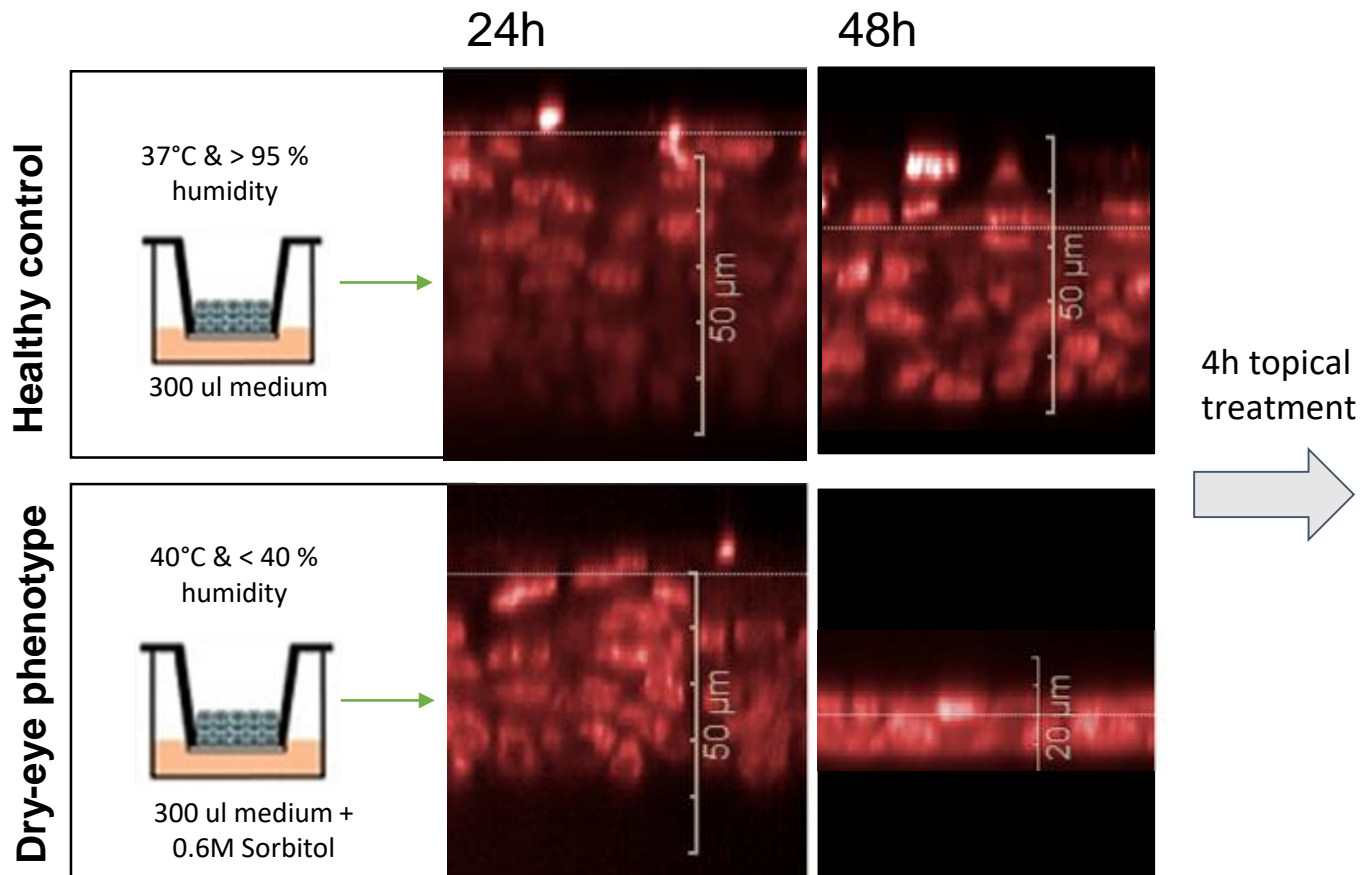 24h
48h
Healthy control
37°C & > 95 %
humidity
300 ul medium
50 µm
50 µm
4h topical
treatment
Dry-eye phenotype
40°C & < 40 %
humidity
300 ul medium +
0.6M Sorbitol
50 µm
20 µm